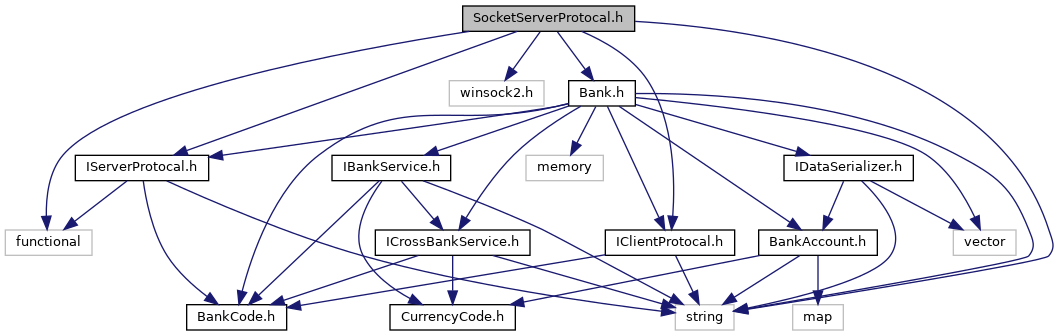 SocketServerProtocal.h
winsock2.h
Bank.h
IServerProtocal.h
IBankService.h
memory
IDataSerializer.h
functional
ICrossBankService.h
IClientProtocal.h
BankAccount.h
vector
BankCode.h
CurrencyCode.h
string
map